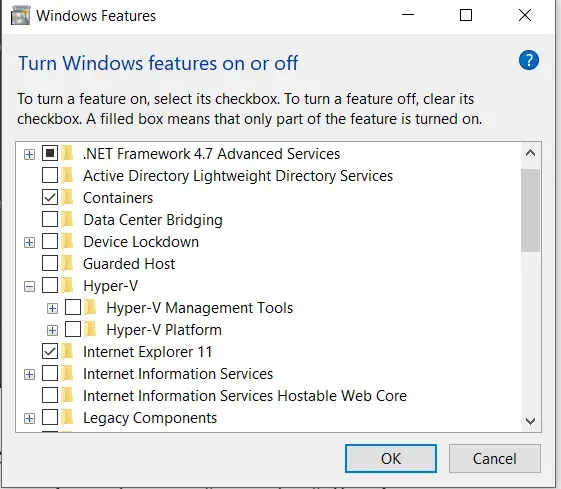 Windows Features
Turn Windows features on or off
?
To turn a feature on, select its checkbox. To turn a feature off, clear its
checkbox. A filled box means that only part of the feature is turned on.
.NET Framework 4.7 Advanced Services
Active Directory Lightweight Directory Services
Containers
Data Center Bridging
Device Lockdown
Guarded Host
Hyper-V
Hyper-V Management Tools
Hyper-V Platform
Internet Explorer 11
Internet Information Services
Internet Information Services Hostable Web Core
Legacy Components
OK Cancel